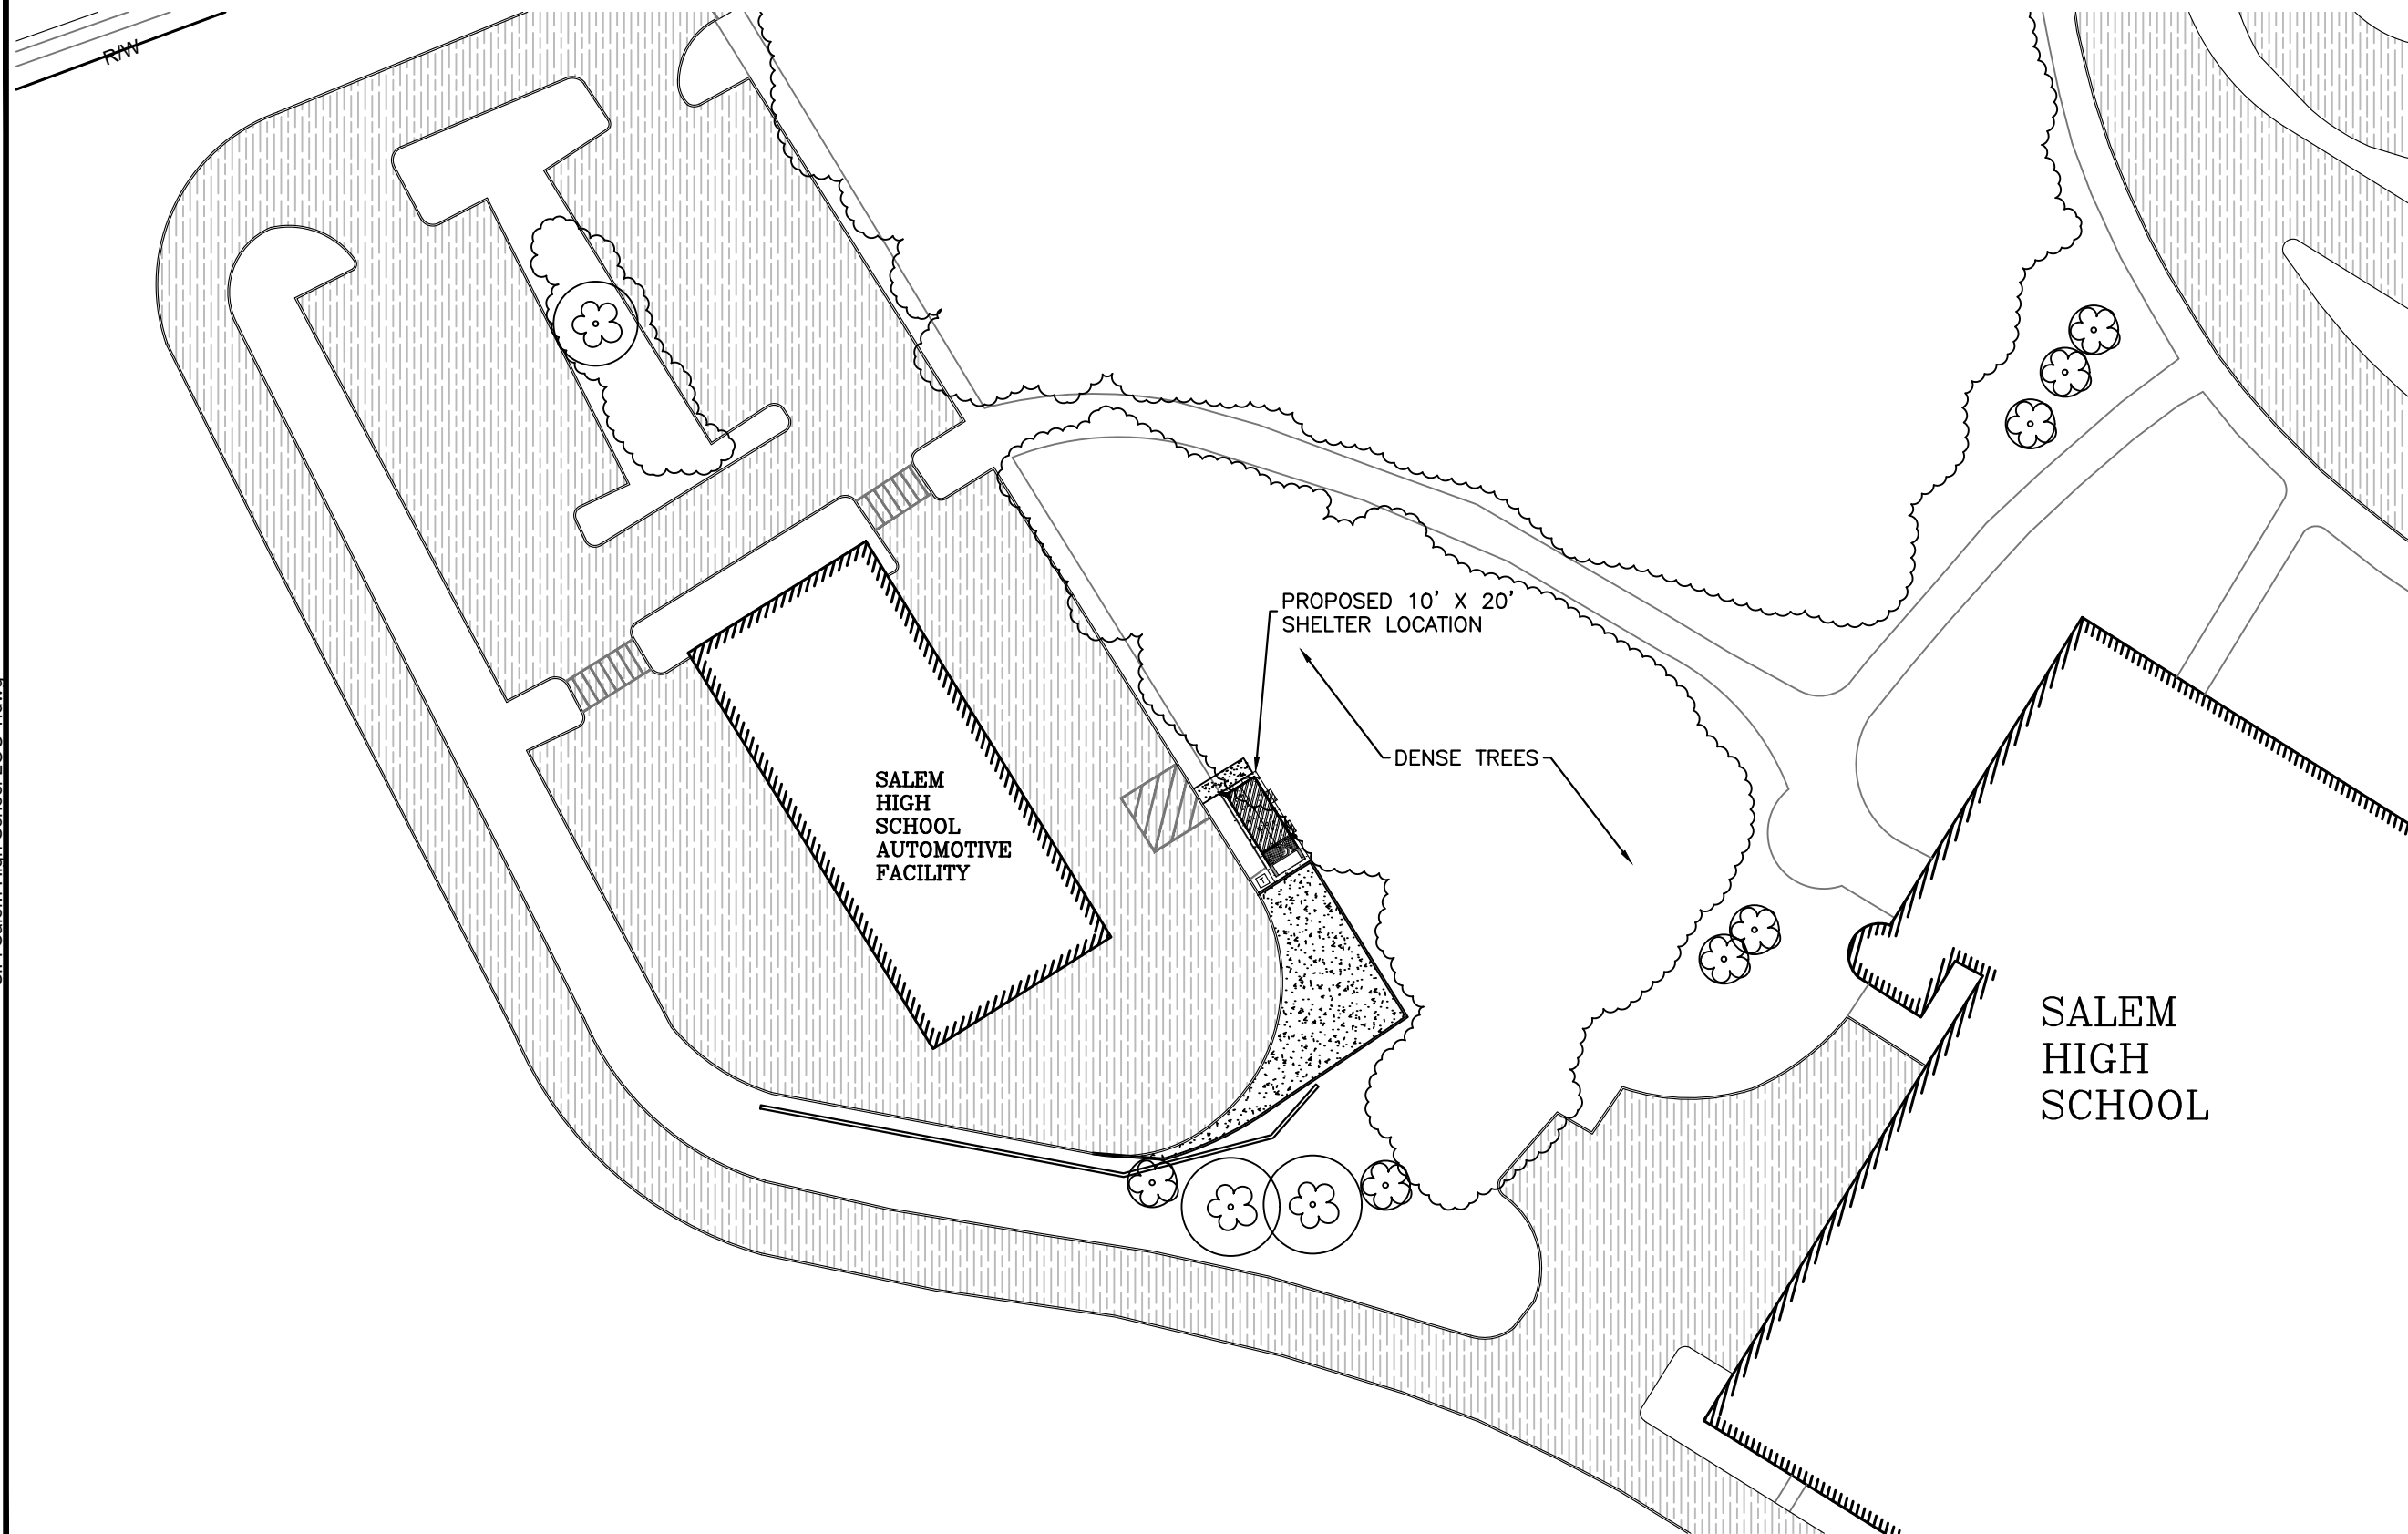 R/W
PROPOSED 10' X 20'
SHELTER LOCATION
DENSE TREES
SALEM
HIGH
SCHOOL
AUTOMOTIVE
FACILITY
SALEM
HIGH
SCHOOL